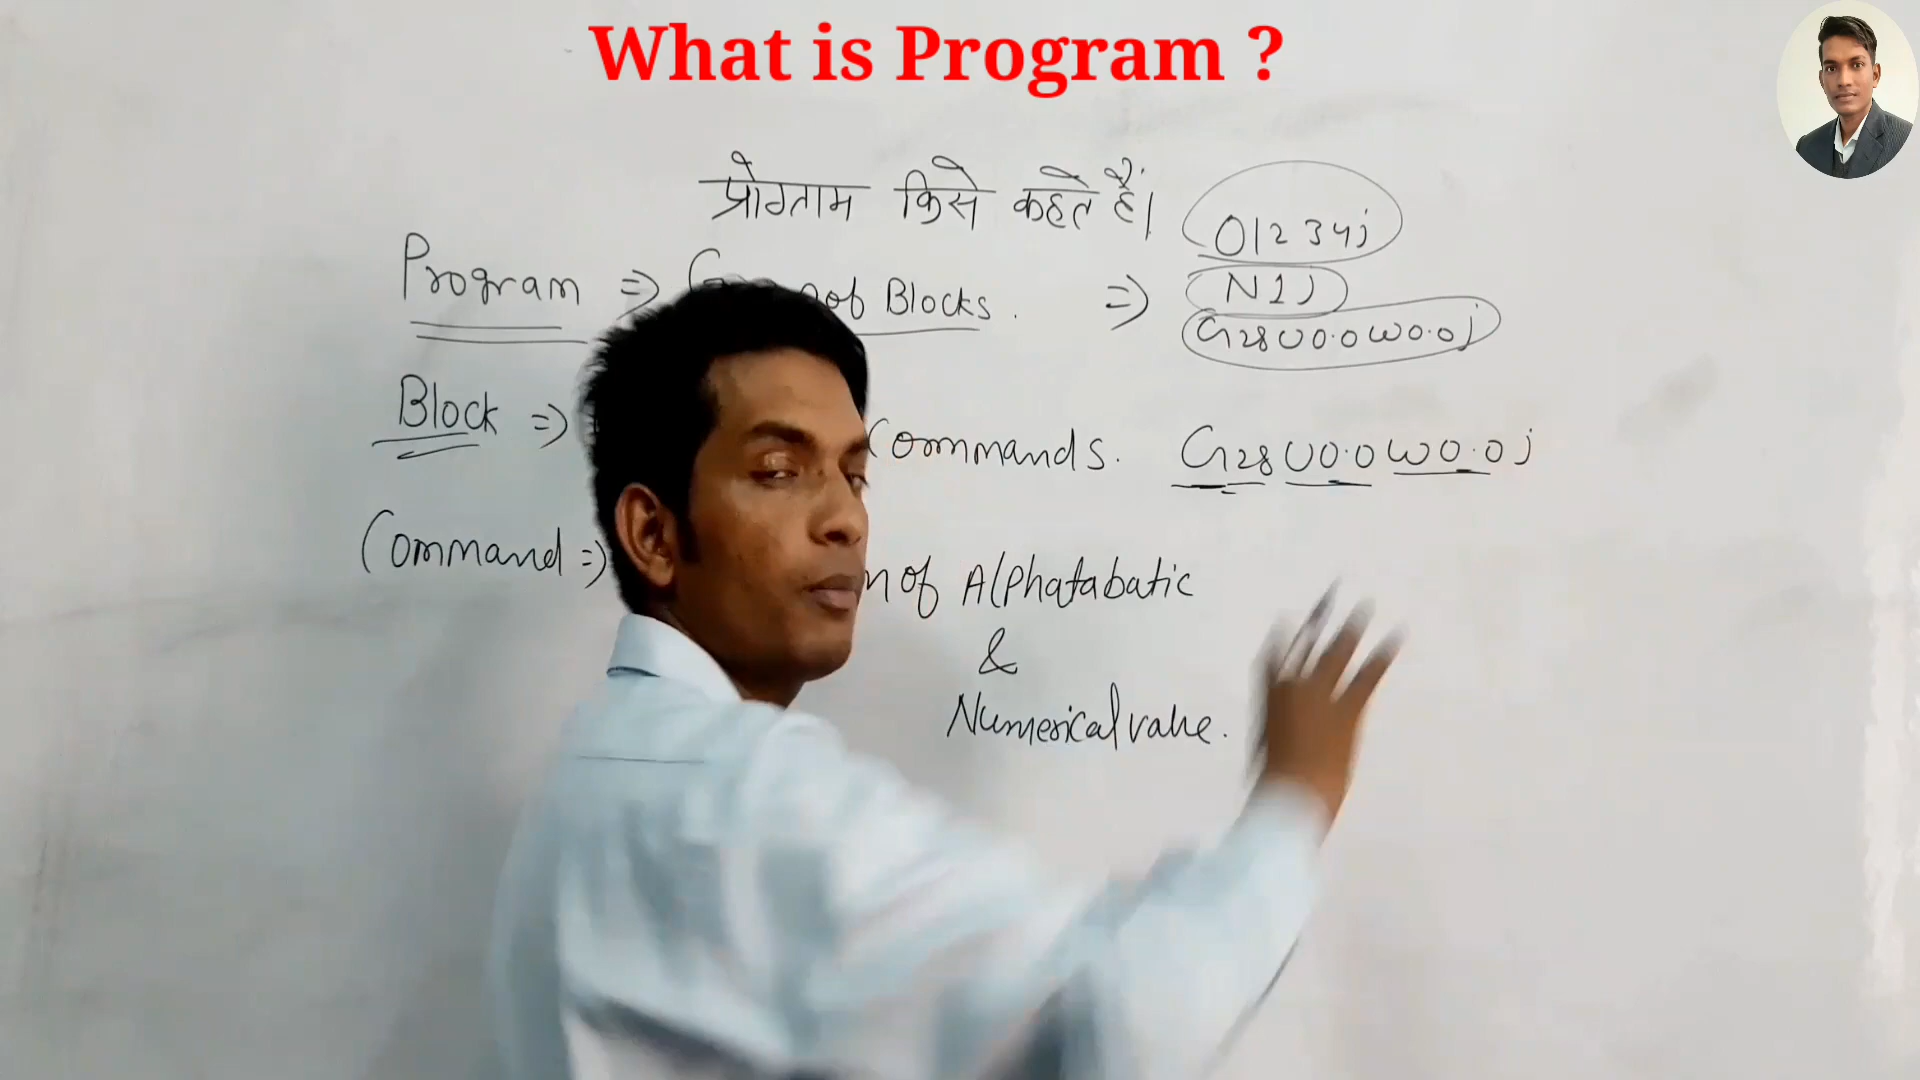 What is Program ?
प्रोग्राम किसे कहते हैं।
O1234;
Program => of Blocks. =>
N1;
G28U0.0W0.0;
Block => Commands. G28U0.0W0.0;
Command => of Alphatabatic
&
Numerical value.